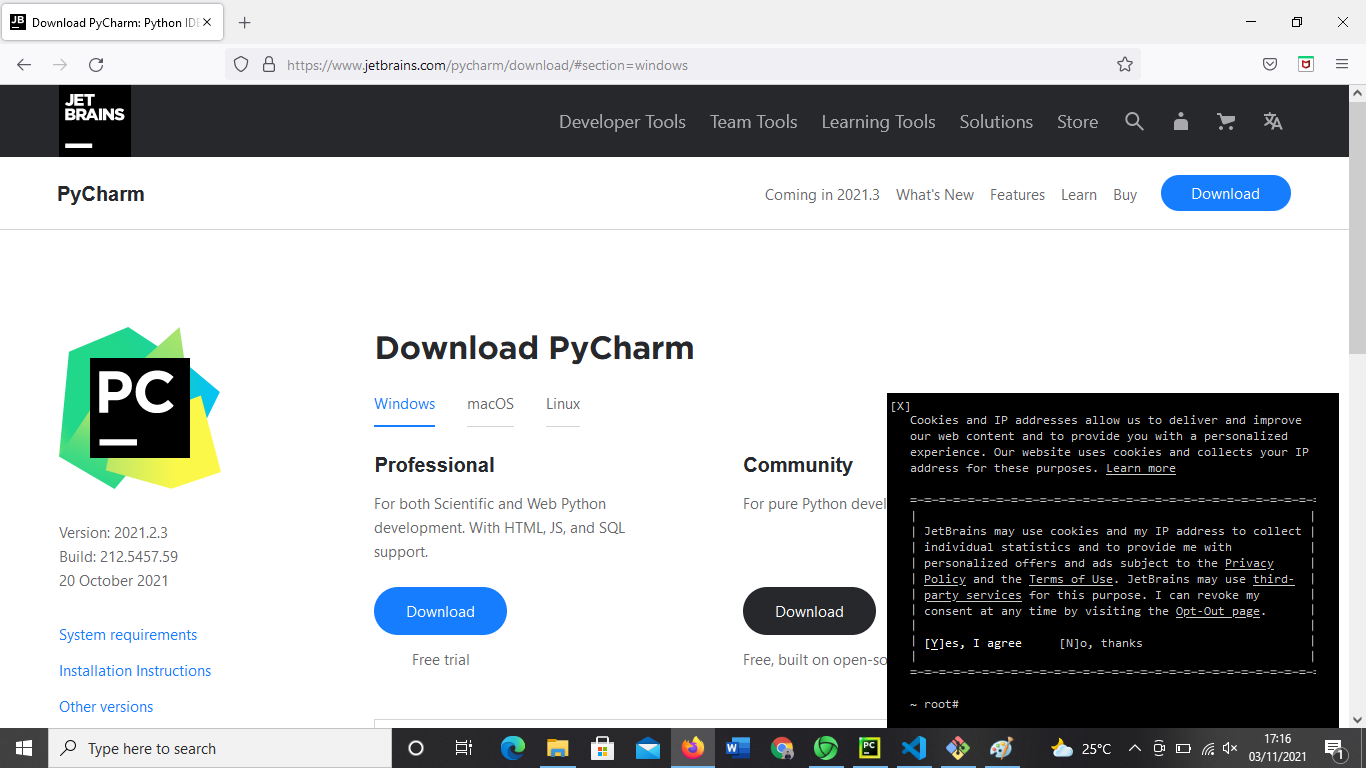 JB
Download PyCharm: Python IDE
https://www.jetbrains.com/pycharm/download/#section=windows
JET
BRAINS
Developer Tools
Team Tools
Learning Tools
Solutions
Store
PyCharm
Coming in 2021.3
What's New
Features
Learn
Buy
Download
PC
Version: 2021.2.3
Build: 212.5457.59
20 October 2021
System requirements
Installation Instructions
Other versions
Download PyCharm
Windows
macOS
Linux
Professional
For both Scientific and Web Python
development. With HTML, JS, and SQL
support.
Download
Free trial
Community
For pure Python devel
Download
Free, built on open-so
[X]
Cookies and IP addresses allow us to deliver and improve
our web content and to provide you with a personalized
experience. Our website uses cookies and collects your IP
address for these purposes. Learn more
JetBrains may use cookies and my IP address to collect
individual statistics and to provide me with
personalized offers and ads subject to the Privacy
Policy and the Terms of Use. JetBrains may use third-
party services for this purpose. I can revoke my
consent at any time by visiting the Opt-Out page.
[Y]es, I agree
[N]o, thanks
~ root#
Type here to search
PC
25°C
17:16
03/11/2021
1